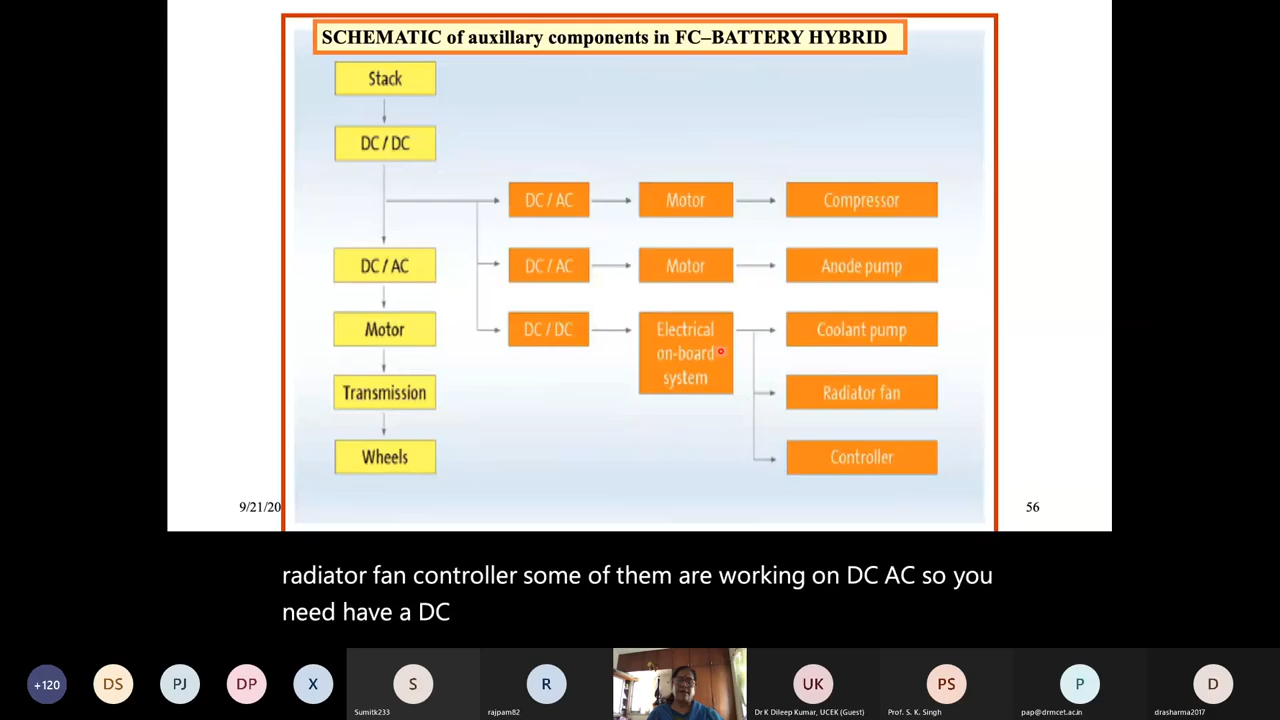 SCHEMATIC of auxillary components in FC–BATTERY HYBRID
Stack
DC / DC
DC / AC
Motor
Compressor
DC / AC
DC / AC
Motor
Anode pump
Motor
DC / DC
Electrical
on-board
system
Coolant pump
Transmission
Radiator fan
Wheels
Controller
9/21/20
56
radiator fan controller some of them are working on DC AC so you
need have a DC
+120
DS
PJ
DP
X
S
R
UK
PS
P
D
Sumitk233
rajpam82
Dr K Dileep Kumar, UCEK (Guest)
Prof. S. K. Singh
pap@drmcet.ac.in
drasharma2017